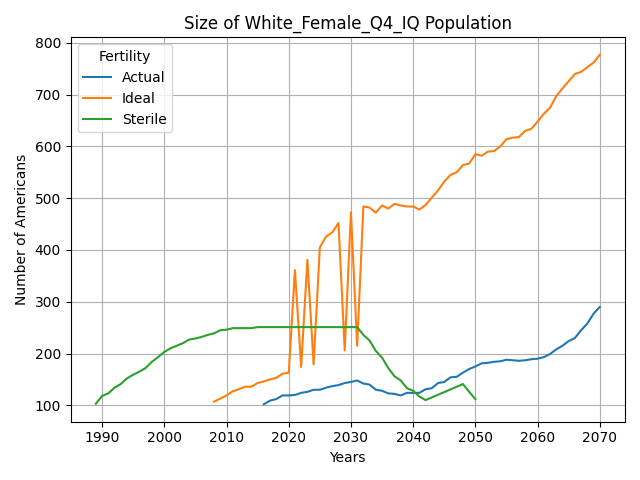 Size of White_Female_Q4_IQ Population
Fertility
Actual
Ideal
Sterile
Number of Americans
800
700
600
500
400
300
200
100
1990 2000 2010 2020 2030 2040 2050 2060 2070
Years